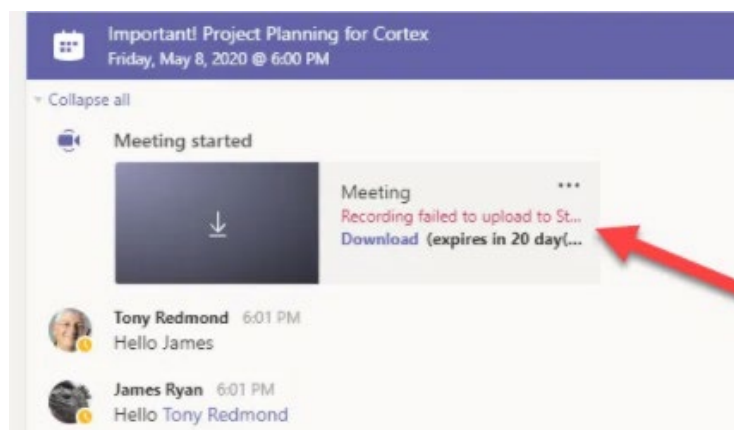 Important! Project Planning for Cortex
Friday, May 8, 2020 @ 6:00 PM
Collapse all
Meeting started
Meeting
Recording failed to upload to St...
Download (expires in 20 day(...
Tony Redmond 6:01 PM
Hello James
James Ryan 6:01 PM
Hello Tony Redmond